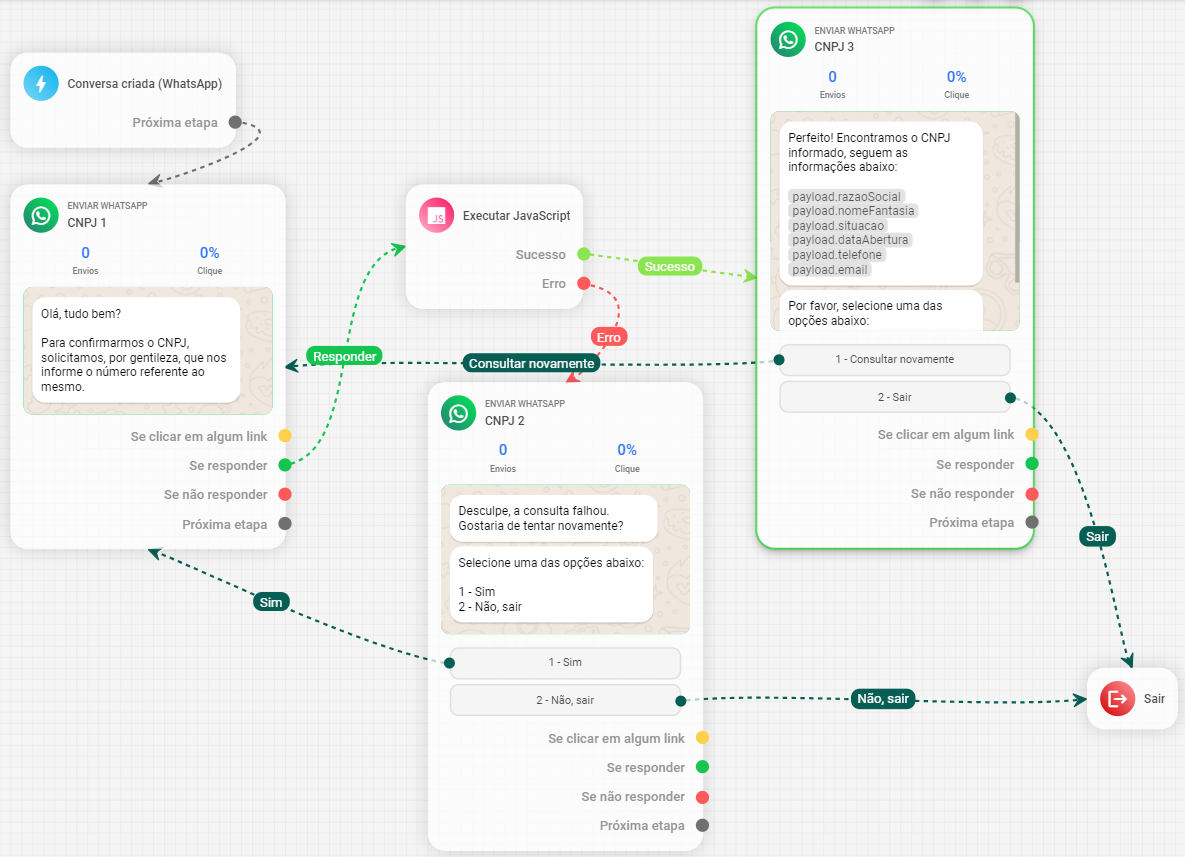 Conversa criada (WhatsApp)
Próxima etapa
ENVIAR WHATSAPP
CNPJ 1
0
0%
Envios
Clique
Olá, tudo bem?
Para confirmarmos o CNPJ,
solicitamos, por gentileza, que nos
informe o número referente ao
mesmo.
Se clicar em algum link
Se responder
Se não responder
Próxima etapa
Responder
JS
Executar JavaScript
Sucesso
Erro
Sucesso
Erro
Consultar novamente
ENVIAR WHATSAPP
CNPJ 2
0
0%
Envios
Clique
Desculpe, a consulta falhou.
Gostaria de tentar novamente?
Selecione uma das opções abaixo:
1 - Sim
2 - Não, sair
1 - Sim
2 - Não, sair
Se clicar em algum link
Se responder
Se não responder
Próxima etapa
Sim
Não, sair
ENVIAR WHATSAPP
CNPJ 3
0
0%
Envios
Clique
Perfeito! Encontramos o CNPJ
informado, seguem as
informações abaixo:
payload.razaoSocial
payload.nomeFantasia
payload.situacao
payload.dataAbertura
payload.telefone
payload.email
Por favor, selecione uma das
opções abaixo:
1 - Consultar novamente
2 - Sair
Se clicar em algum link
Se responder
Se não responder
Próxima etapa
Sair
Sair